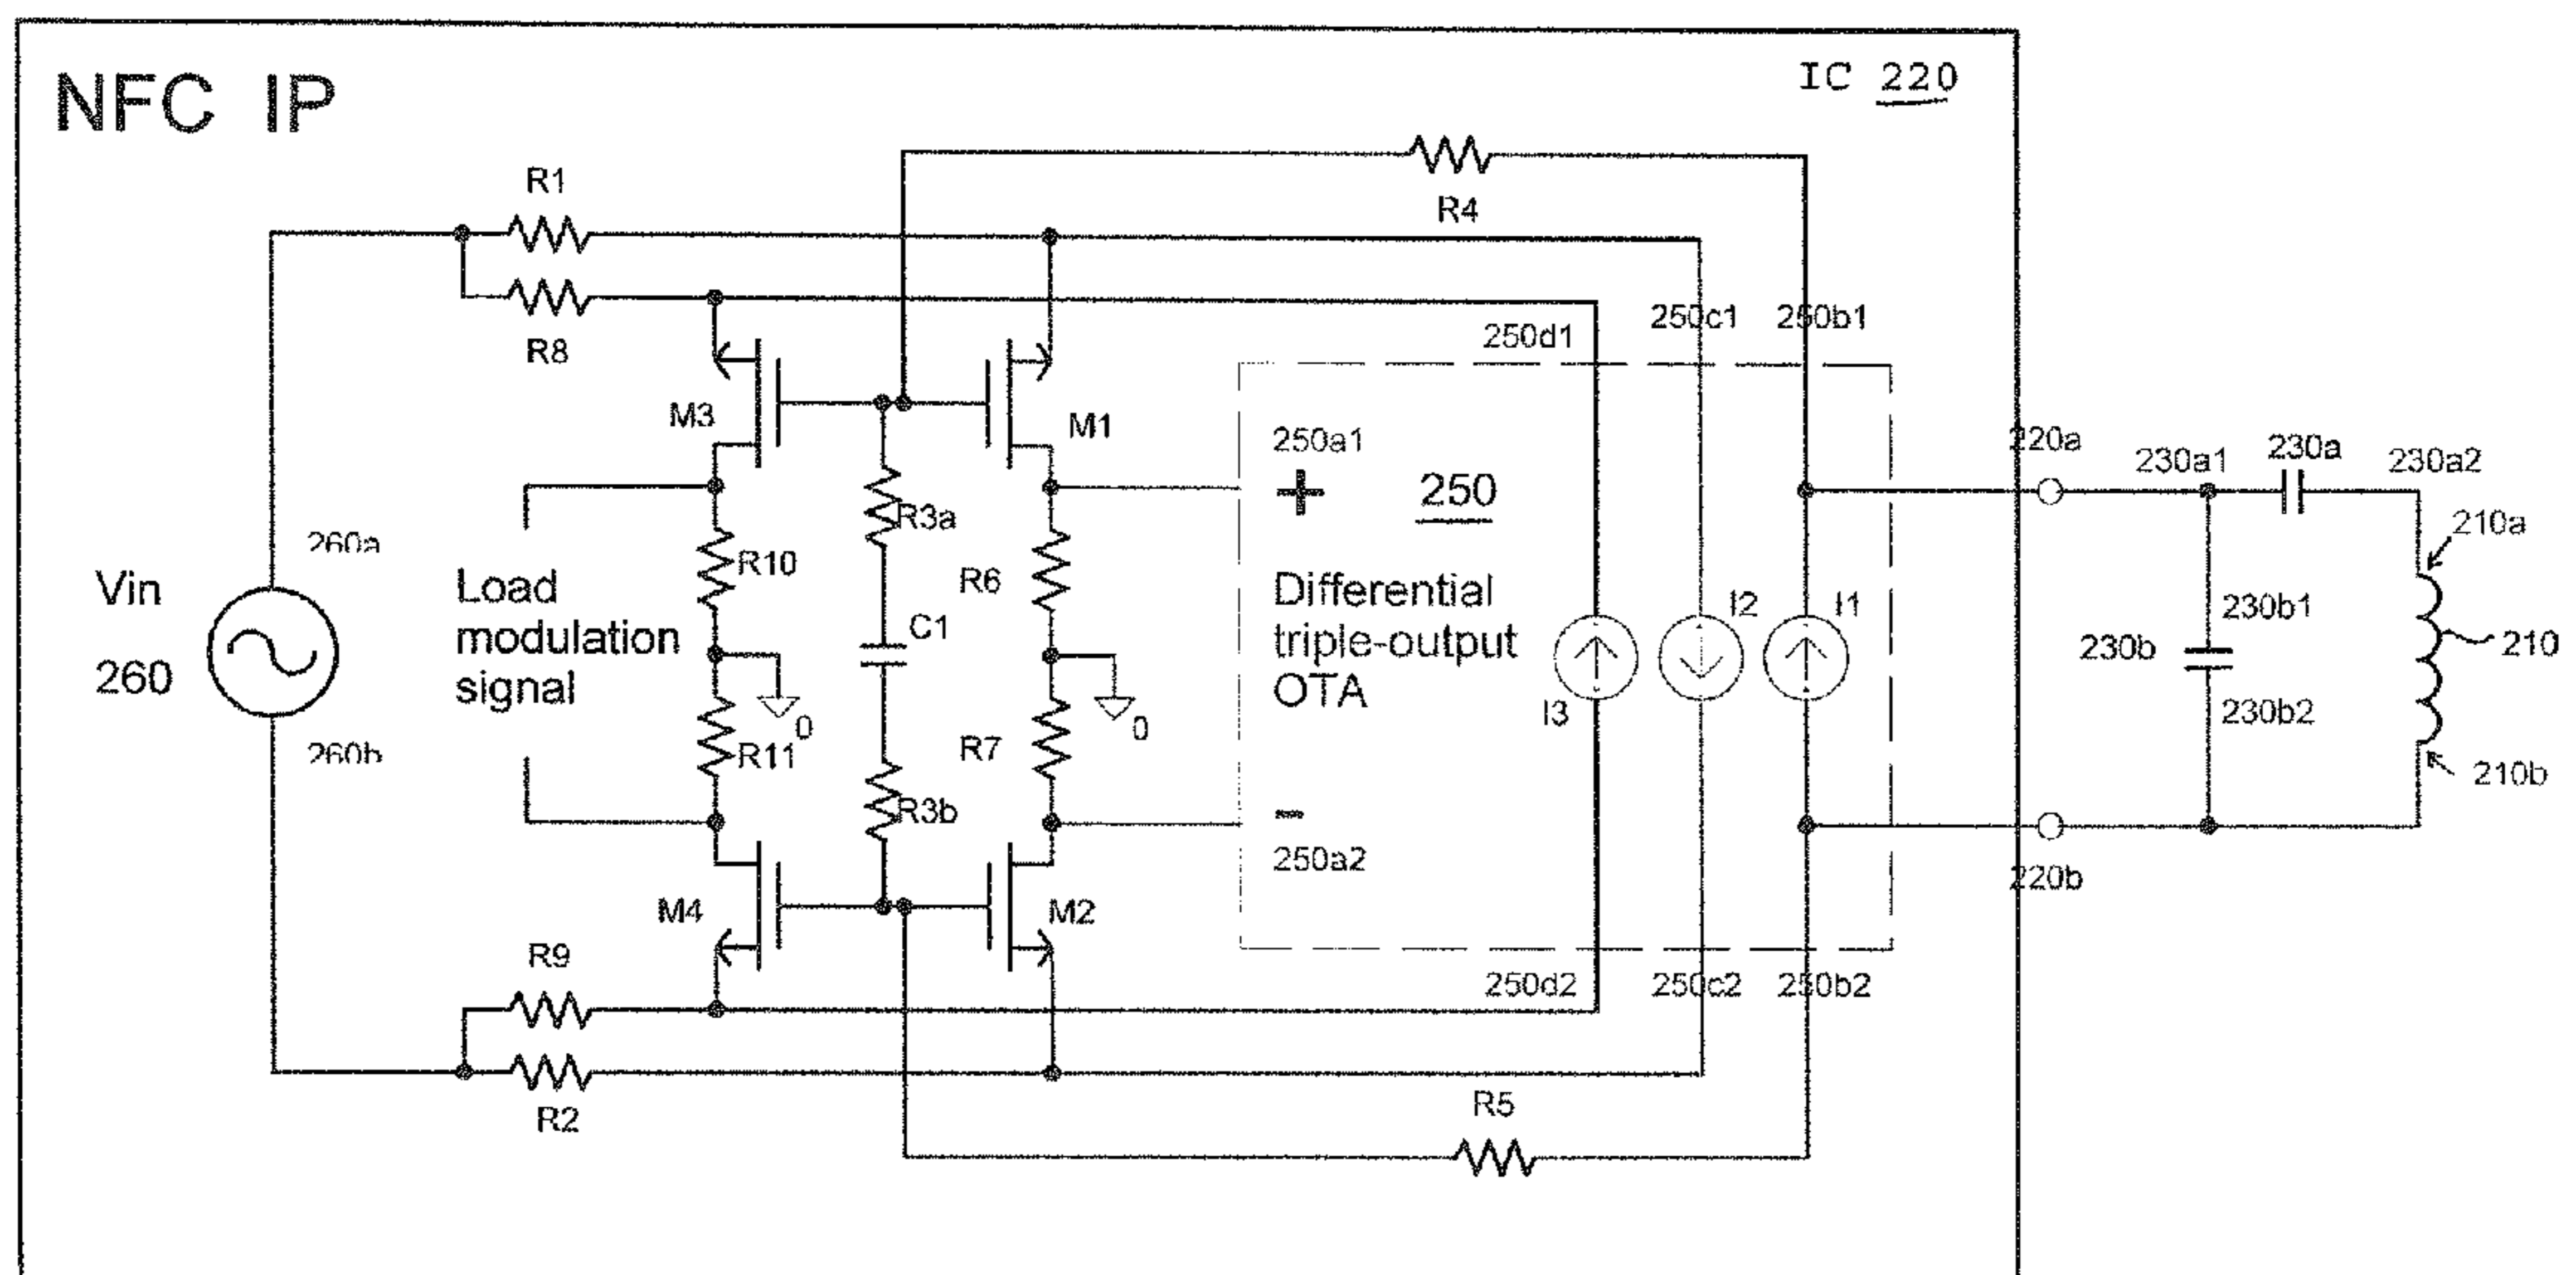 NFC IP
IC 220
R1
R4
R8
250d1
250c1
250b1
M3
M1
250a1
+
250
220a
230a1
230a
230a2
R3a
210a
260a
R10
R6
Vin
260
Load
modulation
signal
C1
Differential
triple-output
OTA
I3
I2
I1
230b1
230b
230b2
210
0
0
260b
R11
R7
R3b
210b
-
250a2
220b
M4
M2
R9
250d2
250c2
250b2
R2
R5